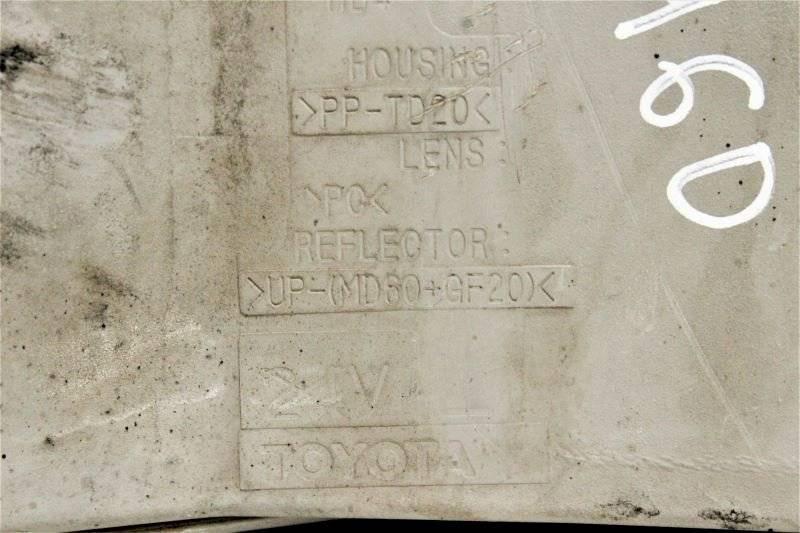 HOUSING
>PP-TD20<
LENS:
>PC<
REFLECTOR:
>UP-(MD60+GF20)<
TOYOTA